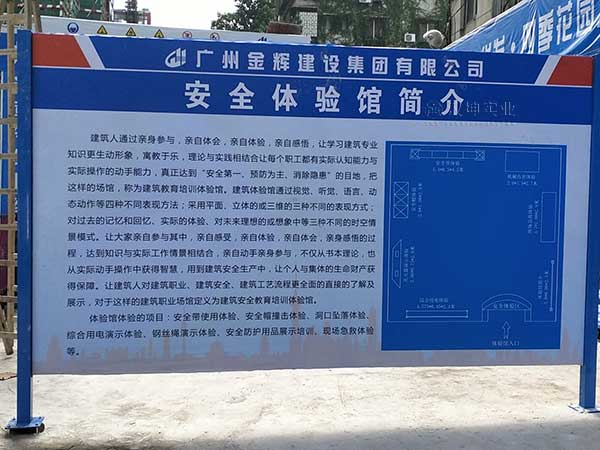 广州金辉建设集团有限公司
安全体验馆简介
建筑人通过亲身参与，亲自体会，亲自体验，亲自感悟，让学习建筑专业
知识更生动形象，寓教于乐，理论与实践相结合让每个职工都有实际认知能力与
实际操作的动手能力，真正达到“安全第一、预防为主、消除隐患”的目地，把
这样的场馆，称为建筑教育培训体验馆。建筑体验馆通过视觉、听觉、语言、动
态动作等四种不同表现方法；采用平面、立体的或三维的三种不同的表现方式；
对过去的记忆和回忆、实际的体验、对未来理想的或想象中等三种不同的时空情
景模式。让大家亲自参与其中，亲自感受，亲自体验，亲自体会，亲身感悟的过
程，达到知识与实际工作情景相结合，亲自动手亲身参与，不仅从书本理论，也
从实际动手操作中获得智慧，用到建筑安全生产中，让个人与集体的生命财产获
得保障。让建筑人对建筑职业、建筑安全、建筑工艺流程更全面的直接的了解及
展示，对于这样的建筑职业场馆定义为建筑安全教育培训体验馆。
体验馆体验的项目：安全带使用体验、安全帽撞击体验、洞口坠落体验、
综合用电演示体验、钢丝绳演示体验、安全防护用品展示培训、现场急救体验
等。
安全体验区
体验馆入口
季花园
坤实业